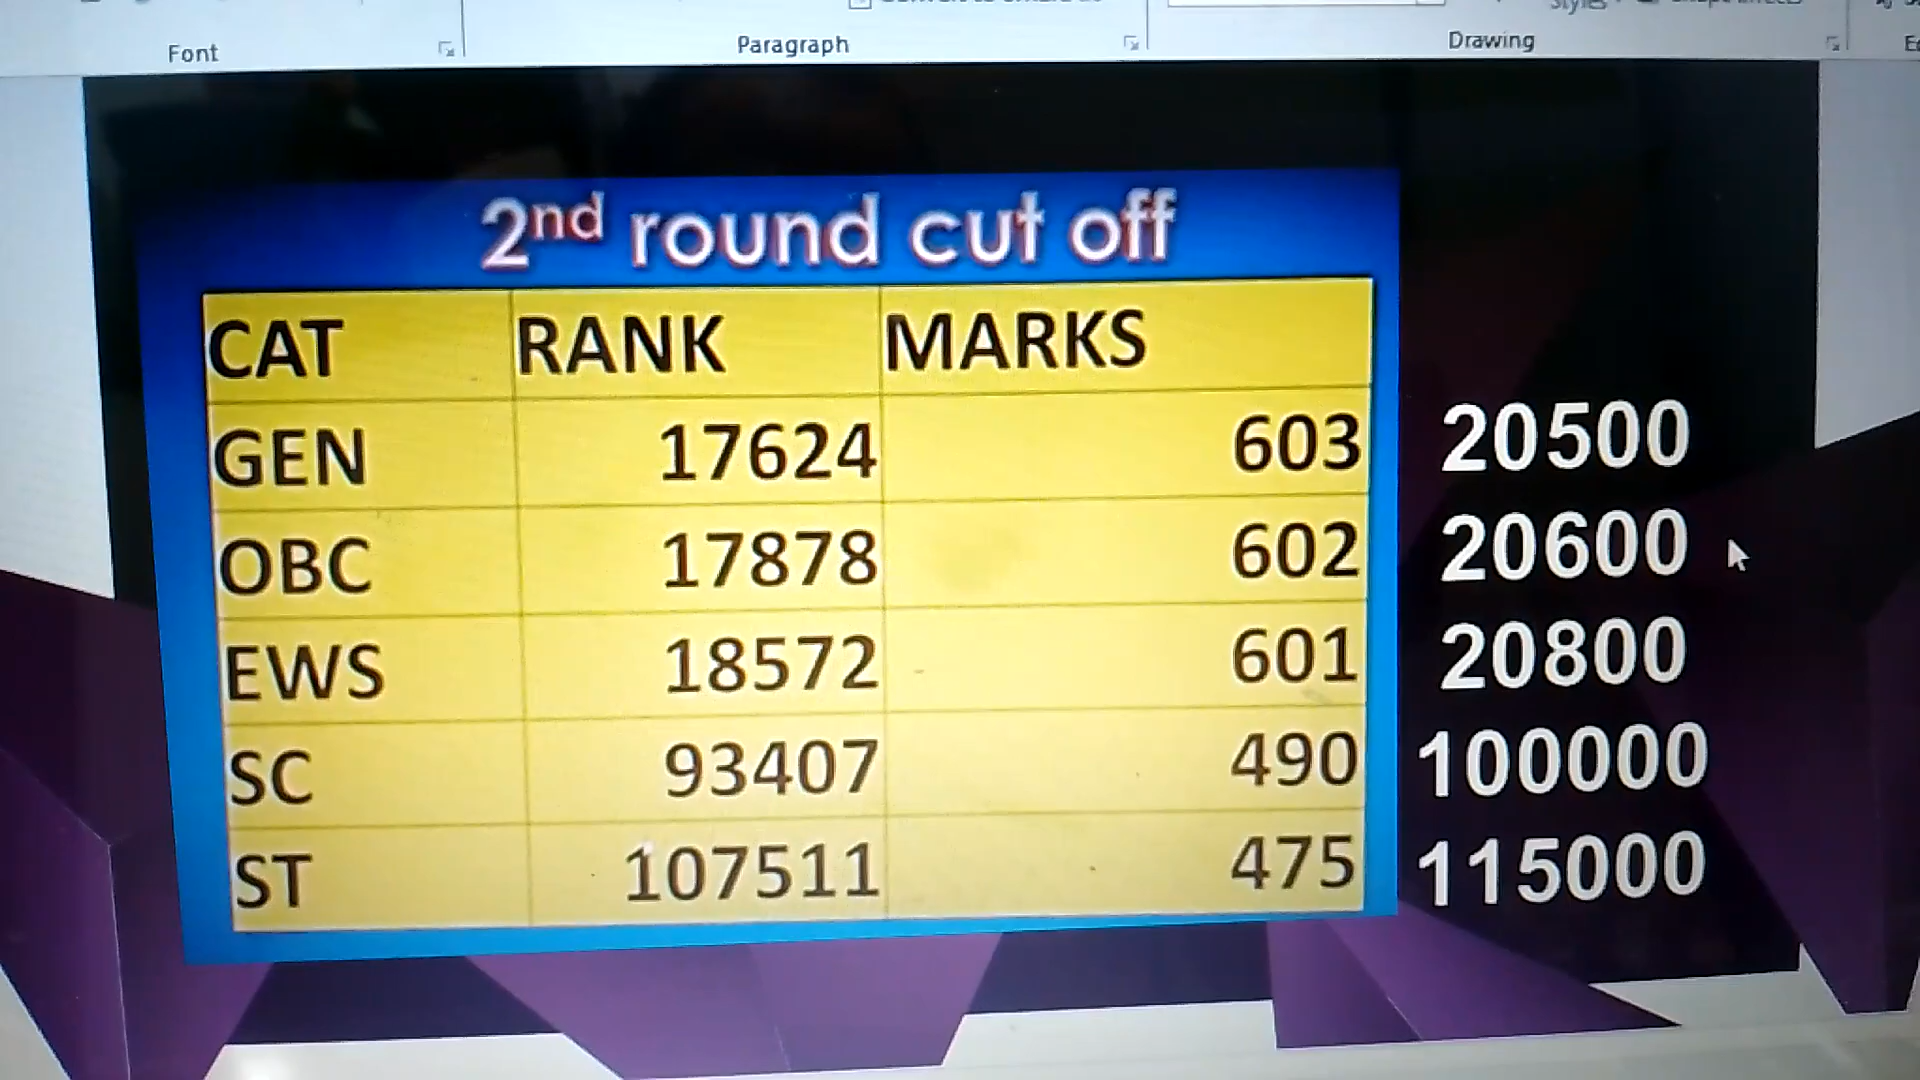 Font Paragraph Drawing
2nd round cut off
CAT RANK MARKS
GEN 17624 603 20500
OBC 17878 602 20600
EWS 18572 601 20800
SC 93407 490 100000
ST 107511 475 115000